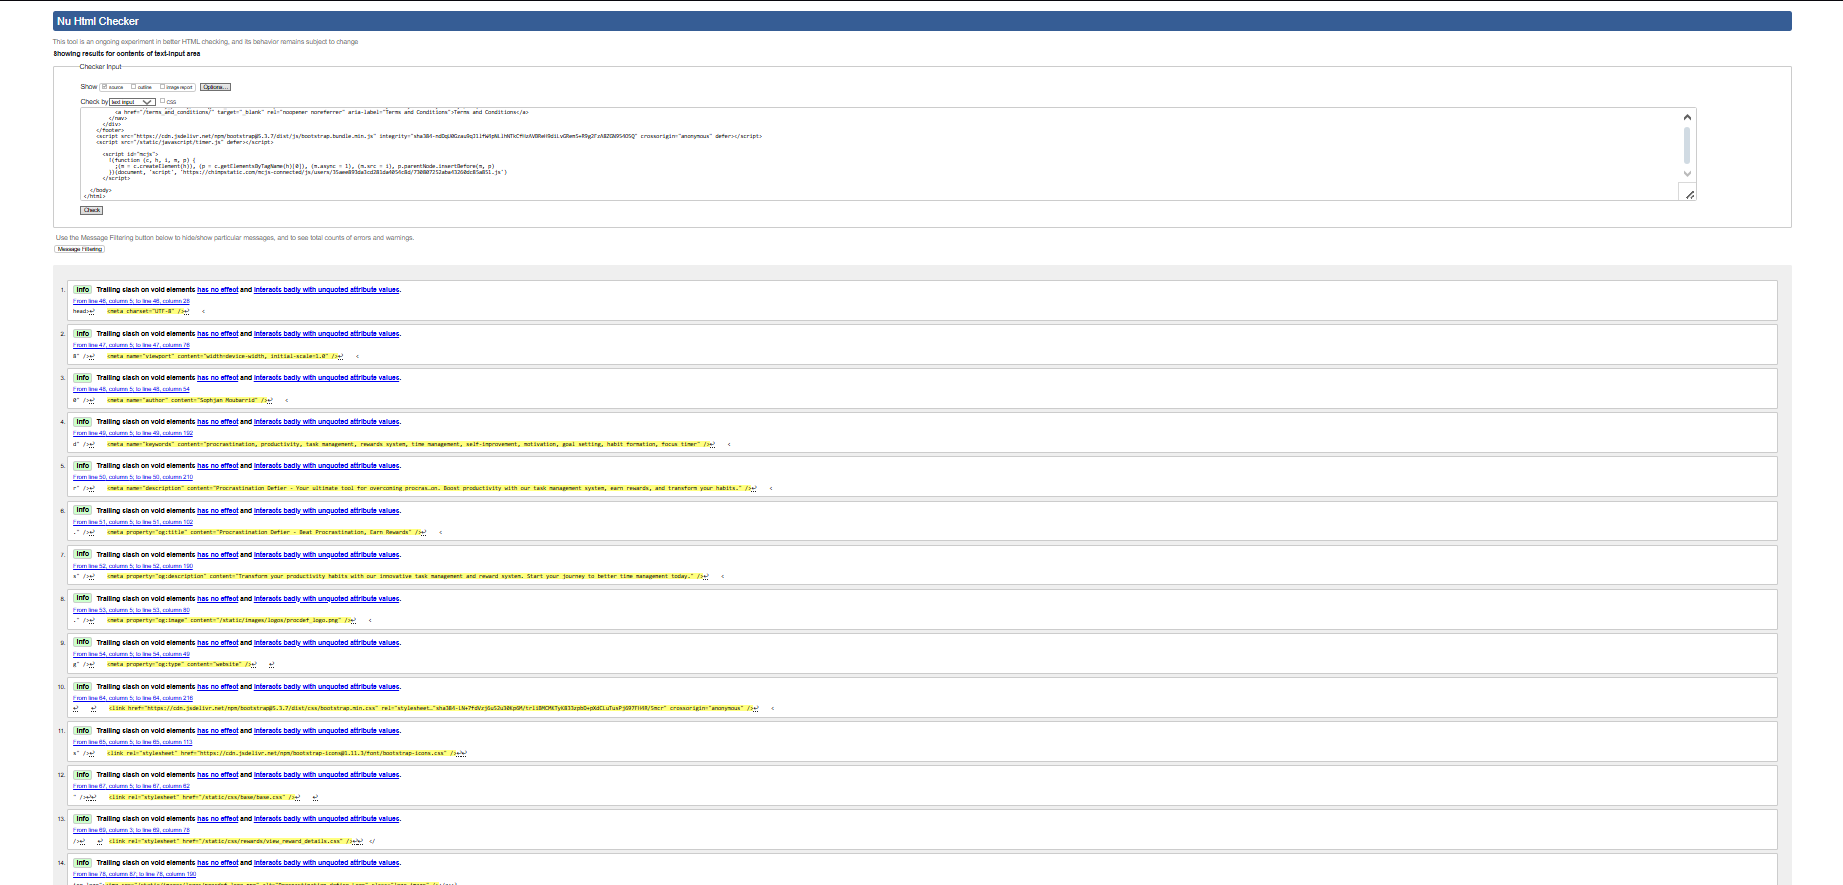 Nu Html Checker
This tool is an ongoing experiment in better HTML checking, and its behavior remains subject to change
Showing results for contents of text-input area
Checker Input
Show source outline image report Options...
Check by text input css
<a href="/terms_and_conditions/" target="_blank" rel="noopener noreferrer" aria-label="Terms and Conditions">Terms and Conditions</a>
</nav>
</div>
</footer>
<script src="https://cdn.jsdelivr.net/npm/bootstrap@5.3.7/dist/js/bootstrap.bundle.min.js" crossorigin="anonymous" defer></script>
<script src="/static/javascript/timer.js" defer></script>
<script id="mcjs">
!(function (c, h, i, m, p) {
;(m = c.createElement(h)), (p = c.getElementsByTagName(h)[0]), (m.async = 1), (m.src = i), p.parentNode.insertBefore(m, p)
</script>
</body>
</html>
Check
Use the Message Filtering button below to hide/show particular messages, and to see total counts of errors and warnings.
Message Filtering
1. Info Trailing slash on void elements has no effect and interacts badly with unquoted attribute values.
From line 46, column 5; to line 46, column 28
head>↩ <meta charset="UTF-8" />↩ <
2. Info Trailing slash on void elements has no effect and interacts badly with unquoted attribute values.
From line 47, column 5; to line 47, column 76
8" />↩ <meta name="viewport" content="width=device-width, initial-scale=1.0" />↩ <
3. Info Trailing slash on void elements has no effect and interacts badly with unquoted attribute values.
From line 48, column 5; to line 48, column 54
0" />↩ <meta name="author" content="Sophjan Moubarrid" />↩ <
4. Info Trailing slash on void elements has no effect and interacts badly with unquoted attribute values.
From line 49, column 5; to line 49, column 192
d" />↩ <meta name="keywords" content="procrastination, productivity, task management, rewards system, time management, self-improvement, motivation, goal setting, habit formation, focus timer" />↩ <
5. Info Trailing slash on void elements has no effect and interacts badly with unquoted attribute values.
From line 50, column 5; to line 50, column 210
r" />↩ <meta name="description" content="Procrastination Defier - Your ultimate tool for overcoming procras…on. Boost productivity with our task management system, earn rewards, and transform your habits." />↩ <
6. Info Trailing slash on void elements has no effect and interacts badly with unquoted attribute values.
From line 51, column 5; to line 51, column 102
." />↩ <meta property="og:title" content="Procrastination Defier - Beat Procrastination, Earn Rewards" />↩ <
7. Info Trailing slash on void elements has no effect and interacts badly with unquoted attribute values.
From line 52, column 5; to line 52, column 190
s" />↩ <meta property="og:description" content="Transform your productivity habits with our innovative task management and reward system. Start your journey to better time management today." />↩ <
8. Info Trailing slash on void elements has no effect and interacts badly with unquoted attribute values.
From line 53, column 5; to line 53, column 80
." />↩ <meta property="og:image" content="/static/images/logos/procdef_logo.png" />↩ <
9. Info Trailing slash on void elements has no effect and interacts badly with unquoted attribute values.
From line 54, column 5; to line 54, column 49
g" />↩ <meta property="og:type" content="website" />↩ ↩
10. Info Trailing slash on void elements has no effect and interacts badly with unquoted attribute values.
From line 64, column 5; to line 64, column 216
↩ ↩ <link href="https://cdn.jsdelivr.net/npm/bootstrap@5.3.7/dist/css/bootstrap.min.css" rel="stylesheet…" crossorigin="anonymous" />↩ <
11. Info Trailing slash on void elements has no effect and interacts badly with unquoted attribute values.
From line 65, column 5; to line 65, column 113
s" />↩ <link rel="stylesheet" href="https://cdn.jsdelivr.net/npm/bootstrap-icons@1.11.3/font/bootstrap-icons.css" />↩↩
12. Info Trailing slash on void elements has no effect and interacts badly with unquoted attribute values.
From line 67, column 5; to line 67, column 62
" />↩↩ <link rel="stylesheet" href="/static/css/base/base.css" />↩ ↩
13. Info Trailing slash on void elements has no effect and interacts badly with unquoted attribute values.
From line 69, column 3; to line 69, column 78
/>↩ ↩ <link rel="stylesheet" href="/static/css/rewards/view_reward_details.css" />↩↩ </
14. Info Trailing slash on void elements has no effect and interacts badly with unquoted attribute values.
From line 78, column 87; to line 78, column 190